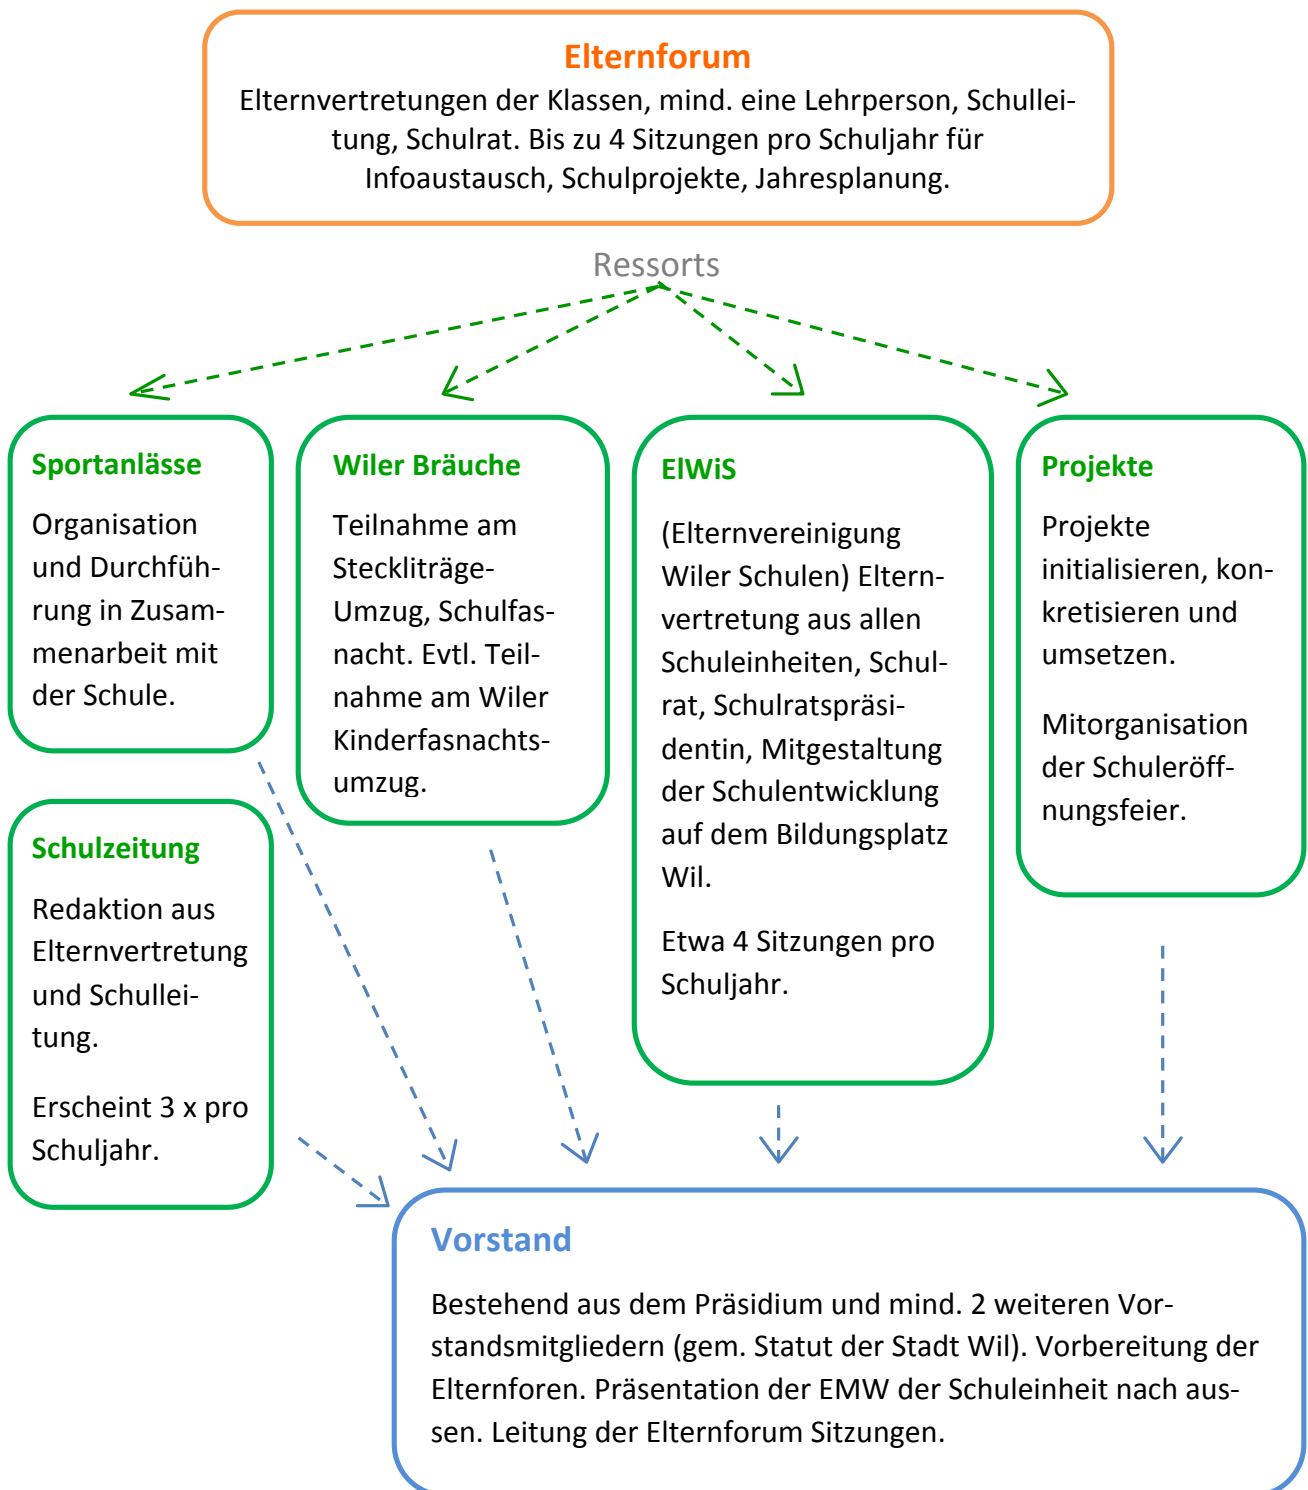 Elternforum
Elternvertretungen der Klassen, mind. eine Lehrperson, Schullei-
tung, Schulrat. Bis zu 4 Sitzungen pro Schuljahr für
Infoaustausch, Schulprojekte, Jahresplanung.
Ressorts
Sportanlässe
Organisation
und Durchfüh-
rung in Zusam-
menarbeit mit
der Schule.
Wiler Bräuche
Teilnahme am
Steckliträge-
Umzug, Schulfas-
nacht. Evtl. Teil-
nahme am Wiler
Kinderfasnachts-
umzug.
ElWiS
(Elternvereinigung
Wiler Schulen) Eltern-
vertretung aus allen
Schuleinheiten, Schul-
rat, Schulratspräsi-
dentin, Mitgestaltung
der Schulentwicklung
auf dem Bildungsplatz
Wil.
Etwa 4 Sitzungen pro
Schuljahr.
Projekte
Projekte
initialisieren, kon-
kretisieren und
umsetzen.
Mitorganisation
der Schuleröff-
nungsfeier.
Schulzeitung
Redaktion aus
Elternvertretung
und Schullei-
tung.
Erscheint 3 x pro
Schuljahr.
Vorstand
Bestehend aus dem Präsidium und mind. 2 weiteren Vor-
standsmitgliedern (gem. Statut der Stadt Wil). Vorbereitung der
Elternforen. Präsentation der EMW der Schuleinheit nach aus-
sen. Leitung der Elternforum Sitzungen.